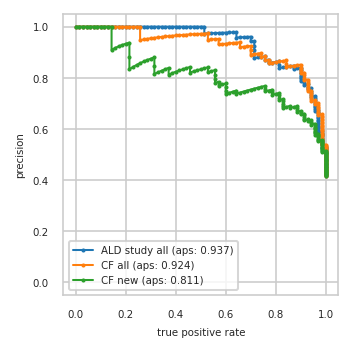 1.0
0.8
0.6
0.4
0.2
0.0
precision
ALD study all (aps: 0.937)
CF all (aps: 0.924)
CF new (aps: 0.811)
0.0 0.2 0.4 0.6 0.8 1.0
true positive rate